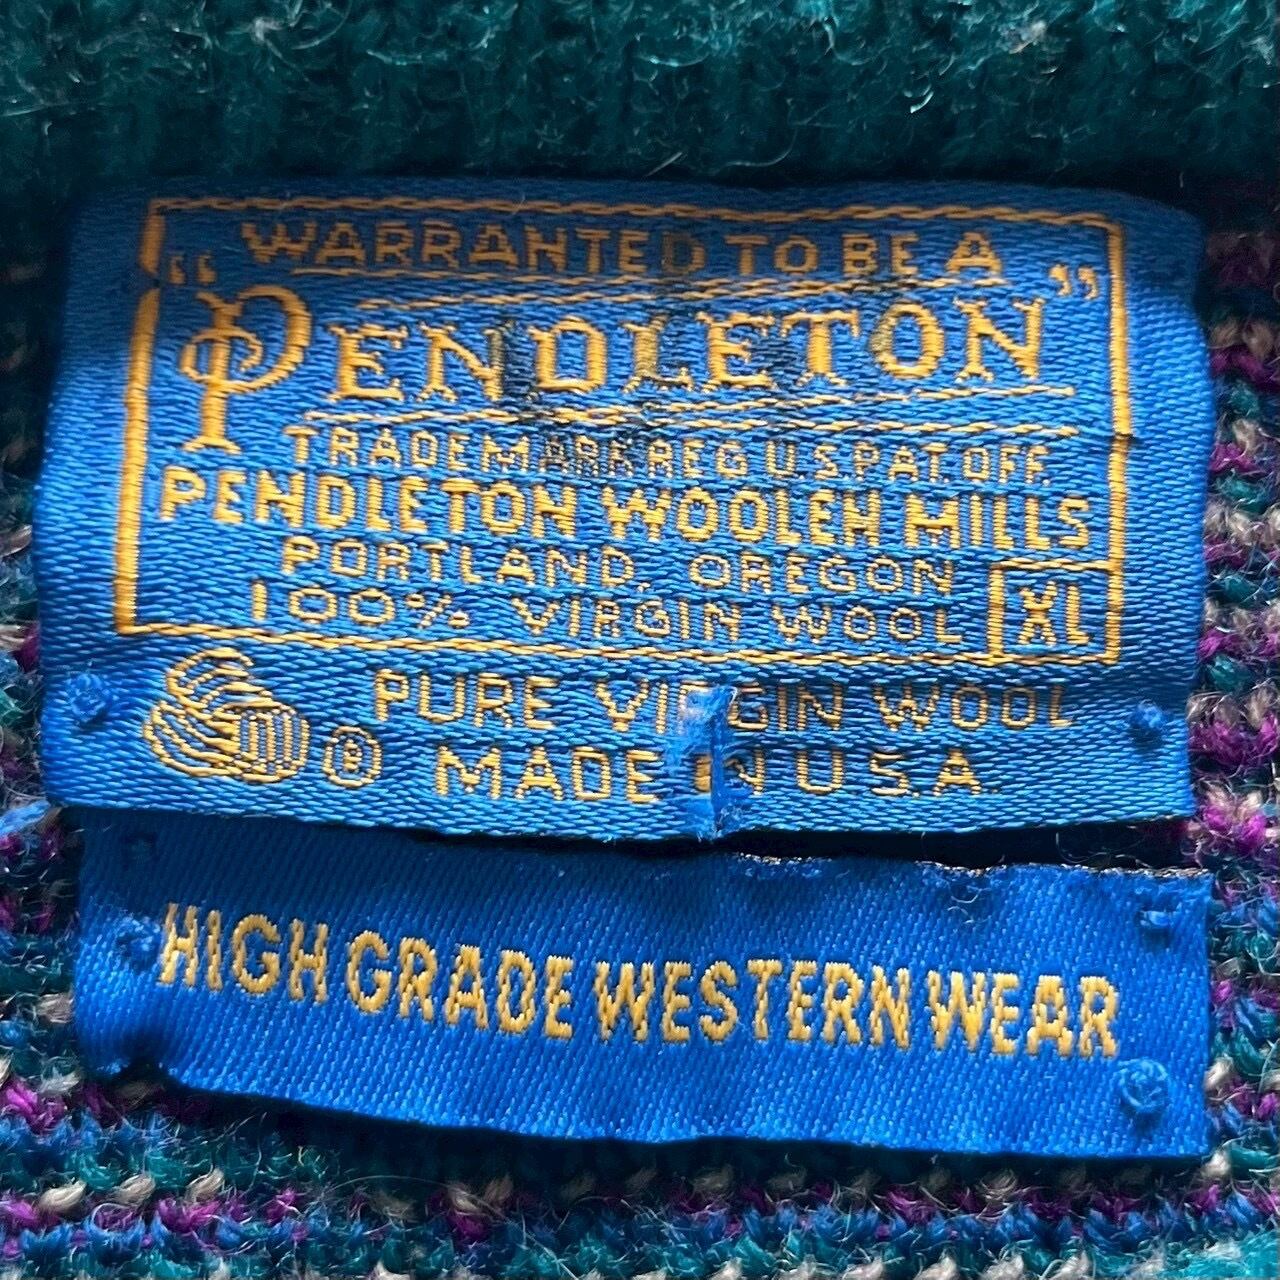 WARRANTED TO BE A
"PENDLETON"
TRADEMARK REG U.S. PAT. OFF.
PENDLETON WOOLEN MILLS
PORTLAND, OREGON
100% VIRGIN WOOL XL
® PURE VIRGIN WOOL
MADE IN U.S.A.
HIGH GRADE WESTERN WEAR